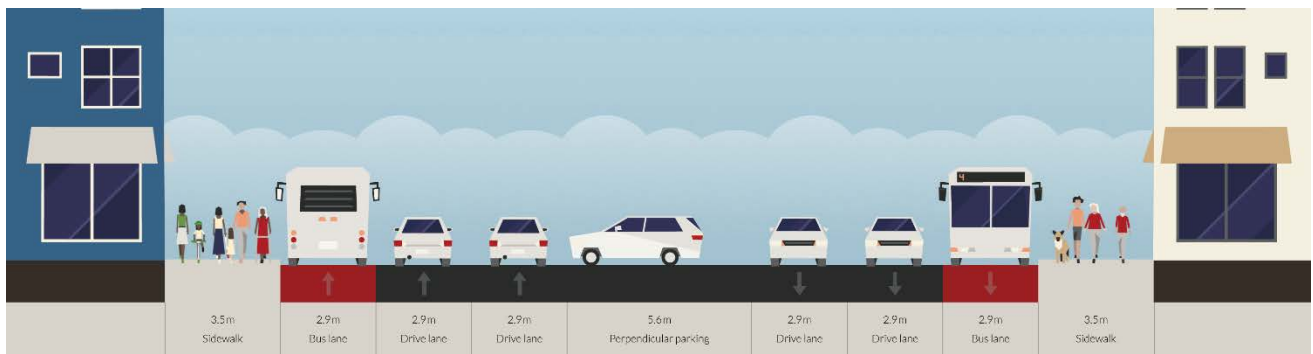 4
3.5m
Sidewalk
2.9m
Bus lane
2.9m
Drive lane
2.9m
Drive lane
5.6m
Perpendicular parking
2.9m
Drive lane
2.9m
Drive lane
2.9m
Bus lane
3.5m
Sidewalk